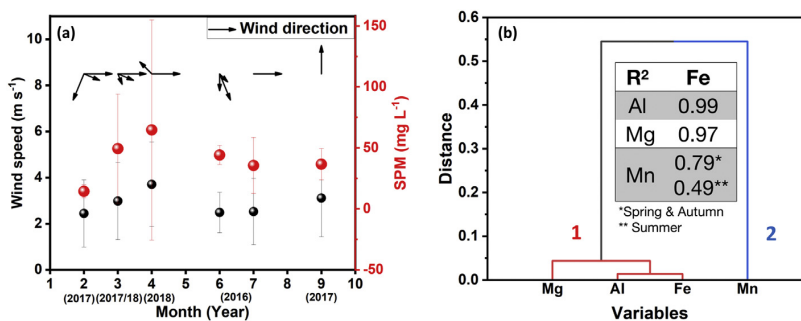 (a)
Wind direction
Wind speed (m s⁻¹)
10
8
6
4
2
0
SPM (mg L⁻¹)
150
100
50
0
-50
1 2 3 4 5 6 7 8 9 10
(2017) (2017/18) (2018) (2016) (2017)
Month (Year)
(b)
Distance
0.6
0.5
0.4
0.3
0.2
0.1
0.0
R² Fe
Al 0.99
Mg 0.97
Mn 0.79*
0.49**
*Spring & Autumn
** Summer
1 2
Mg Al Fe Mn
Variables